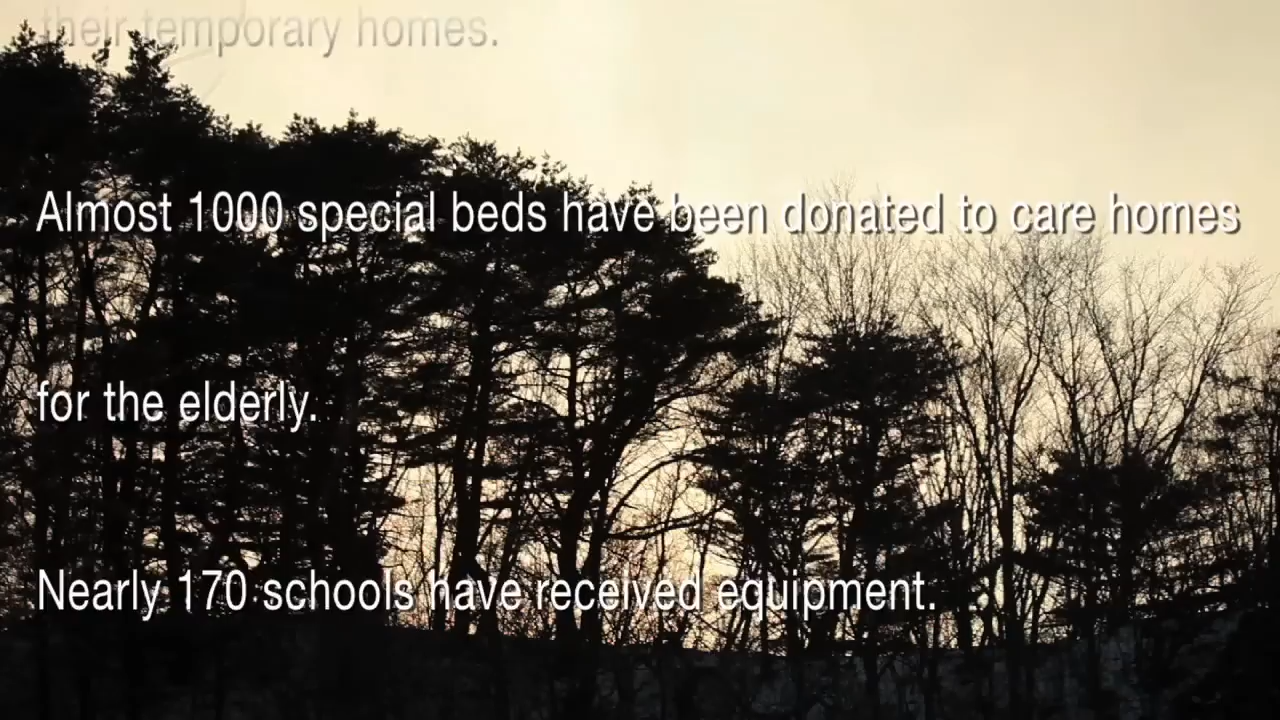 their temporary homes.
Almost 1000 special beds have been donated to care homes
for the elderly.
Nearly 170 schools have received equipment.